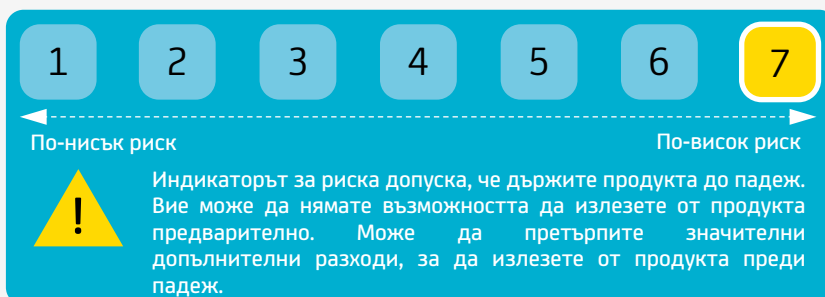 1 2 3 4 5 6 7
По-нисък риск По-висок риск
Индикаторът за риска допуска, че държите продукта до падеж.
! Вие може да нямате възможността да излезете от продукта
предварително. Може да претърпите значителни
допълнителни разходи, за да излезете от продукта преди
падеж.